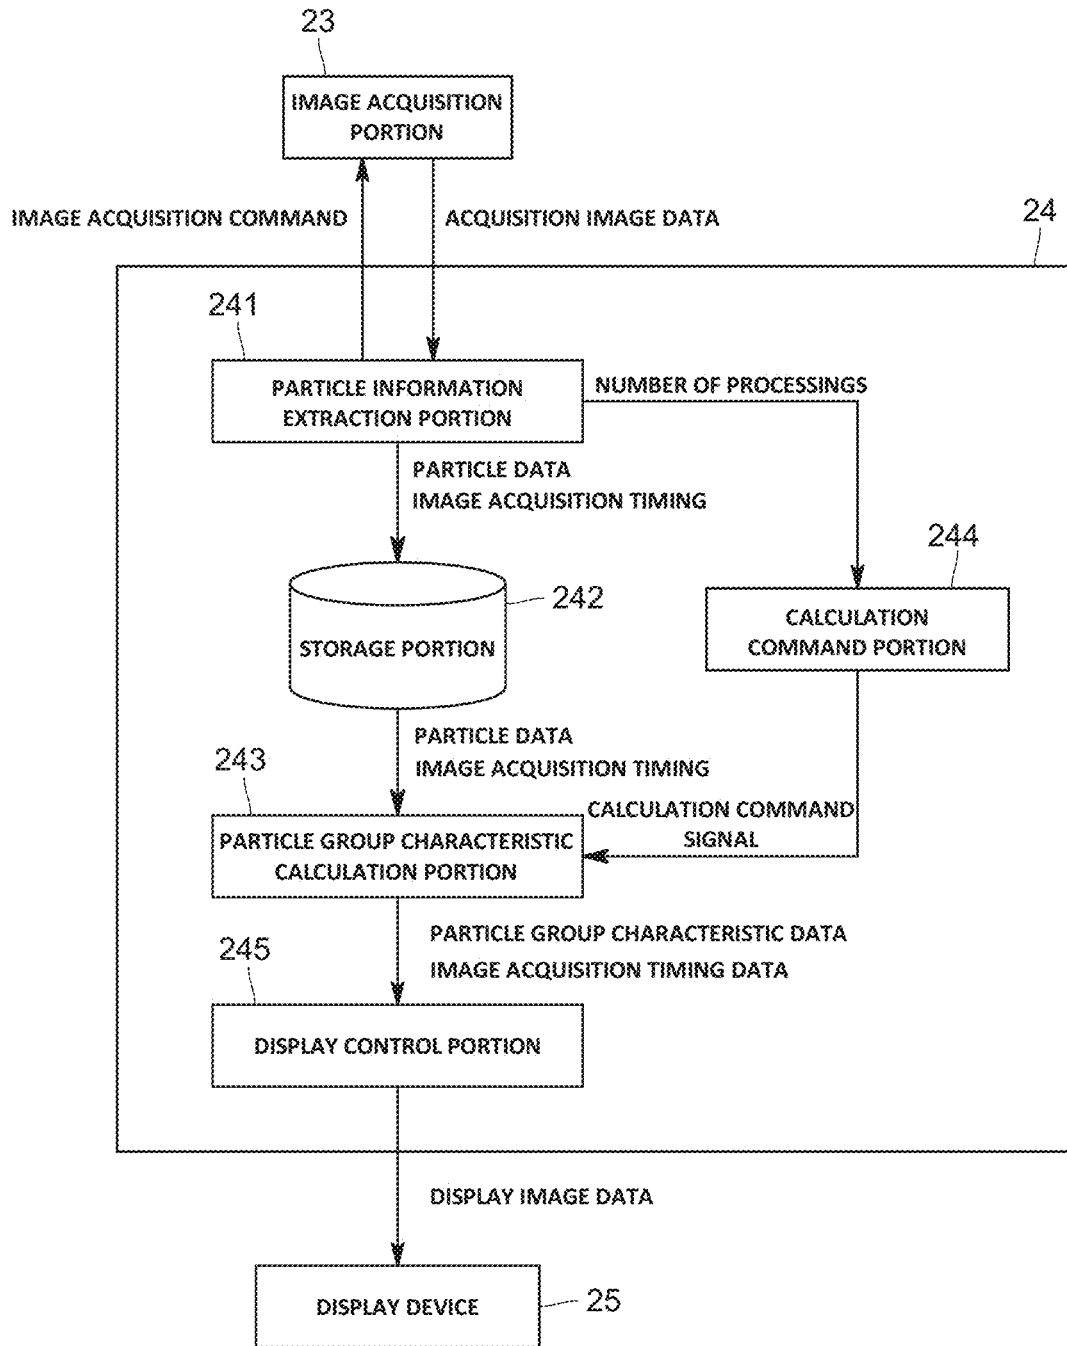 23
IMAGE ACQUISITION
PORTION
IMAGE ACQUISITION COMMAND
ACQUISITION IMAGE DATA
24
241
PARTICLE INFORMATION
EXTRACTION PORTION
NUMBER OF PROCESSINGS
PARTICLE DATA
IMAGE ACQUISITION TIMING
244
242
STORAGE PORTION
CALCULATION
COMMAND PORTION
PARTICLE DATA
IMAGE ACQUISITION TIMING
243
CALCULATION COMMAND
SIGNAL
PARTICLE GROUP CHARACTERISTIC
CALCULATION PORTION
PARTICLE GROUP CHARACTERISTIC DATA
IMAGE ACQUISITION TIMING DATA
245
DISPLAY CONTROL PORTION
DISPLAY IMAGE DATA
DISPLAY DEVICE
25